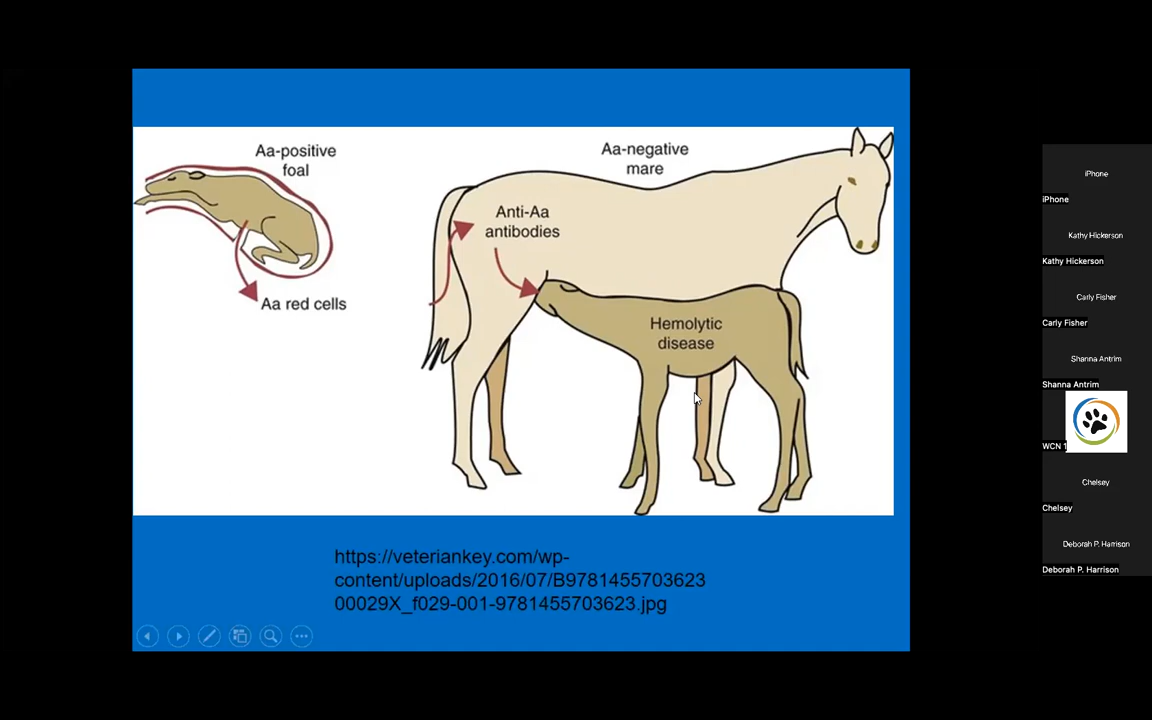 Aa-positive
foal
Aa red cells
Anti-Aa
antibodies
Aa-negative
mare
Hemolytic
disease
https://veteriankey.com/wp-
content/uploads/2016/07/B9781455703623
00029X_f029-001-9781455703623.jpg
iPhone
iPhone
Kathy Hickerson
Kathy Hickerson
Carly Fisher
Carly Fisher
Shanna Antrim
Shanna Antrim
WCN 1
Chelsey
Chelsey
Deborah P. Harrison
Deborah P. Harrison